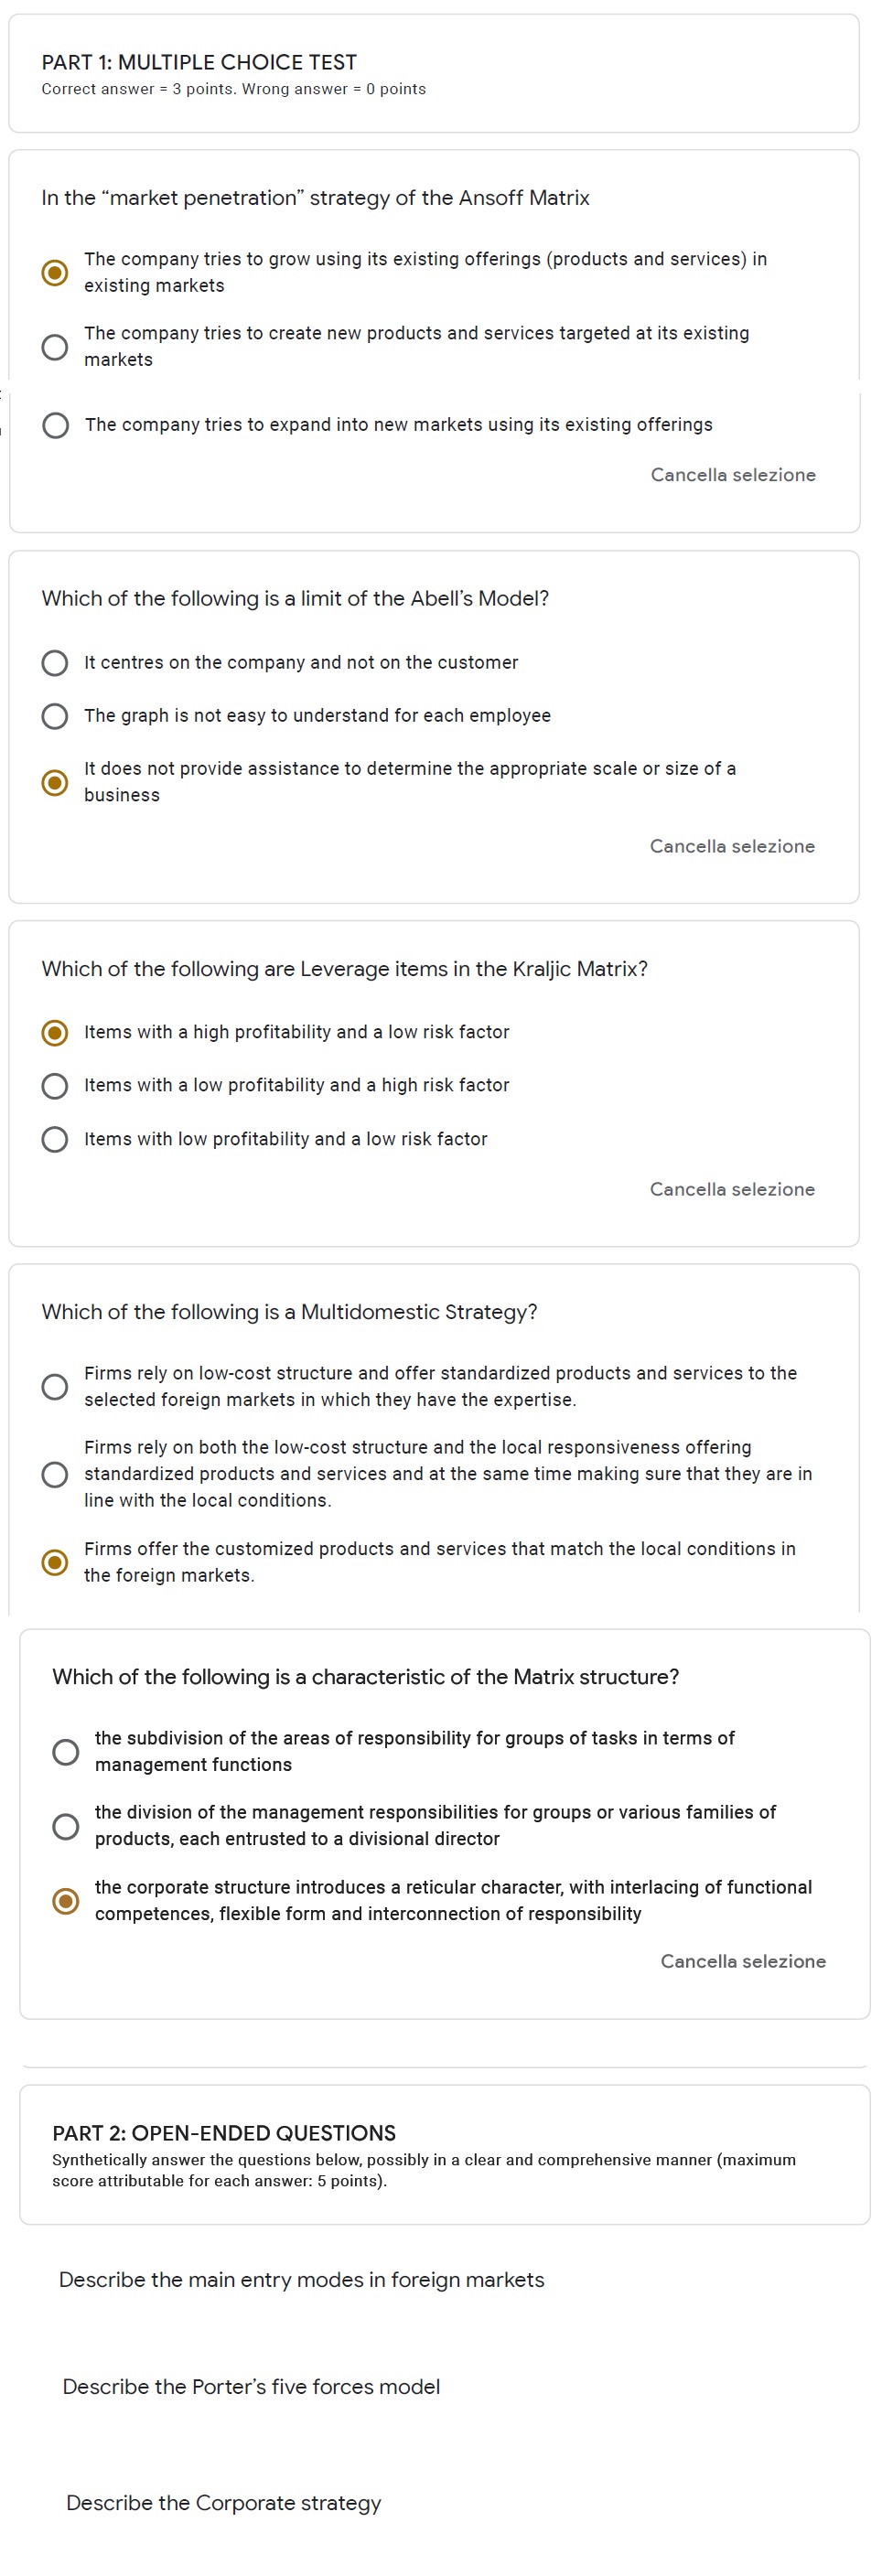 PART 1: MULTIPLE CHOICE TEST
Correct answer = 3 points. Wrong answer = 0 points
In the “market penetration” strategy of the Ansoff Matrix
The company tries to grow using its existing offerings (products and services) in
existing markets
The company tries to create new products and services targeted at its existing
markets
The company tries to expand into new markets using its existing offerings
Cancella selezione
Which of the following is a limit of the Abell’s Model?
It centres on the company and not on the customer
The graph is not easy to understand for each employee
It does not provide assistance to determine the appropriate scale or size of a
business
Cancella selezione
Which of the following are Leverage items in the Kraljic Matrix?
Items with a high profitability and a low risk factor
Items with a low profitability and a high risk factor
Items with low profitability and a low risk factor
Cancella selezione
Which of the following is a Multidomestic Strategy?
Firms rely on low-cost structure and offer standardized products and services to the
selected foreign markets in which they have the expertise.
Firms rely on both the low-cost structure and the local responsiveness offering
standardized products and services and at the same time making sure that they are in
line with the local conditions.
Firms offer the customized products and services that match the local conditions in
the foreign markets.
Which of the following is a characteristic of the Matrix structure?
the subdivision of the areas of responsibility for groups of tasks in terms of
management functions
the division of the management responsibilities for groups or various families of
products, each entrusted to a divisional director
the corporate structure introduces a reticular character, with interlacing of functional
competences, flexible form and interconnection of responsibility
Cancella selezione
PART 2: OPEN-ENDED QUESTIONS
Synthetically answer the questions below, possibly in a clear and comprehensive manner (maximum
score attributable for each answer: 5 points).
Describe the main entry modes in foreign markets
Describe the Porter’s five forces model
Describe the Corporate strategy